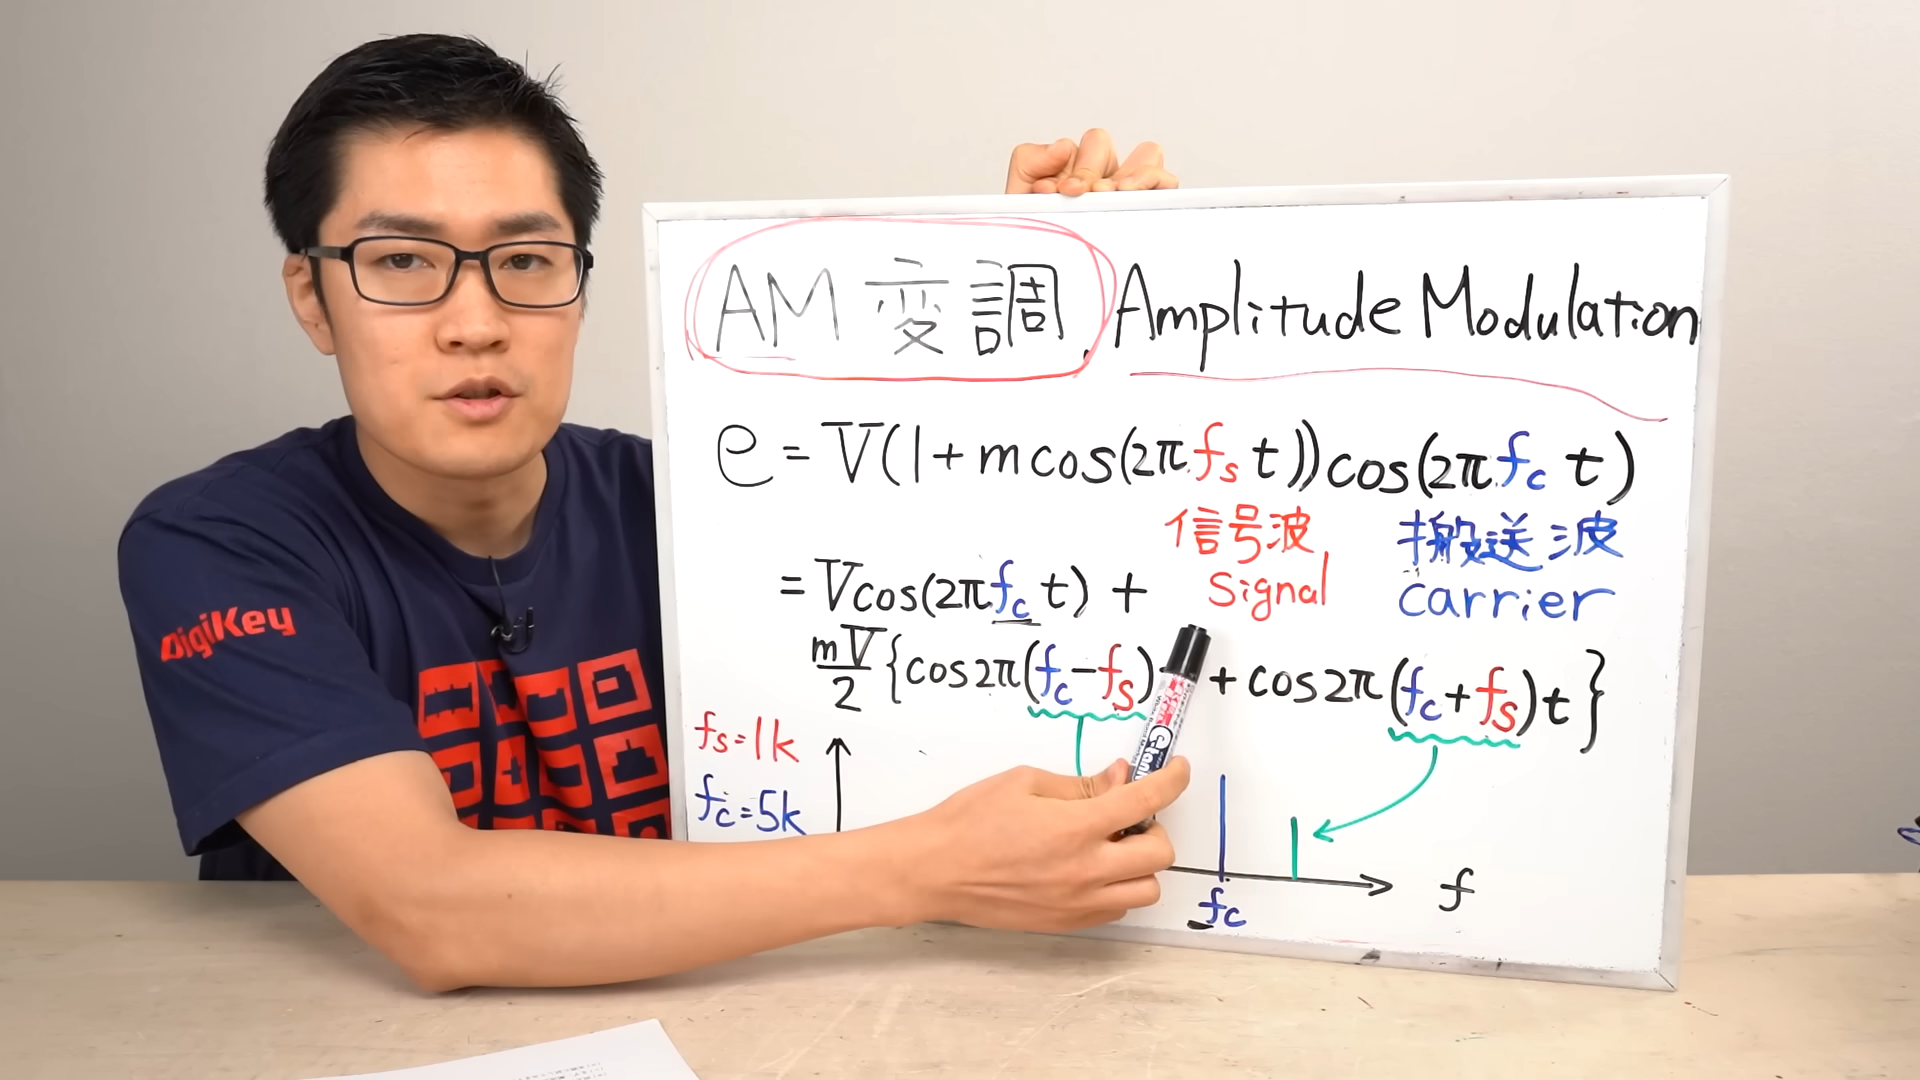 AM 変調, Amplitude Modulation
e = V(1+mcos(2πfst))cos(2πfct)
信号波 搬送波
signal carrier
= Vcos(2πfct) +
mV/2 {cos2π(fc-fs) +cos2π(fc+fs)t}
fs=1k
fc=5k
fc
f
DigiKey